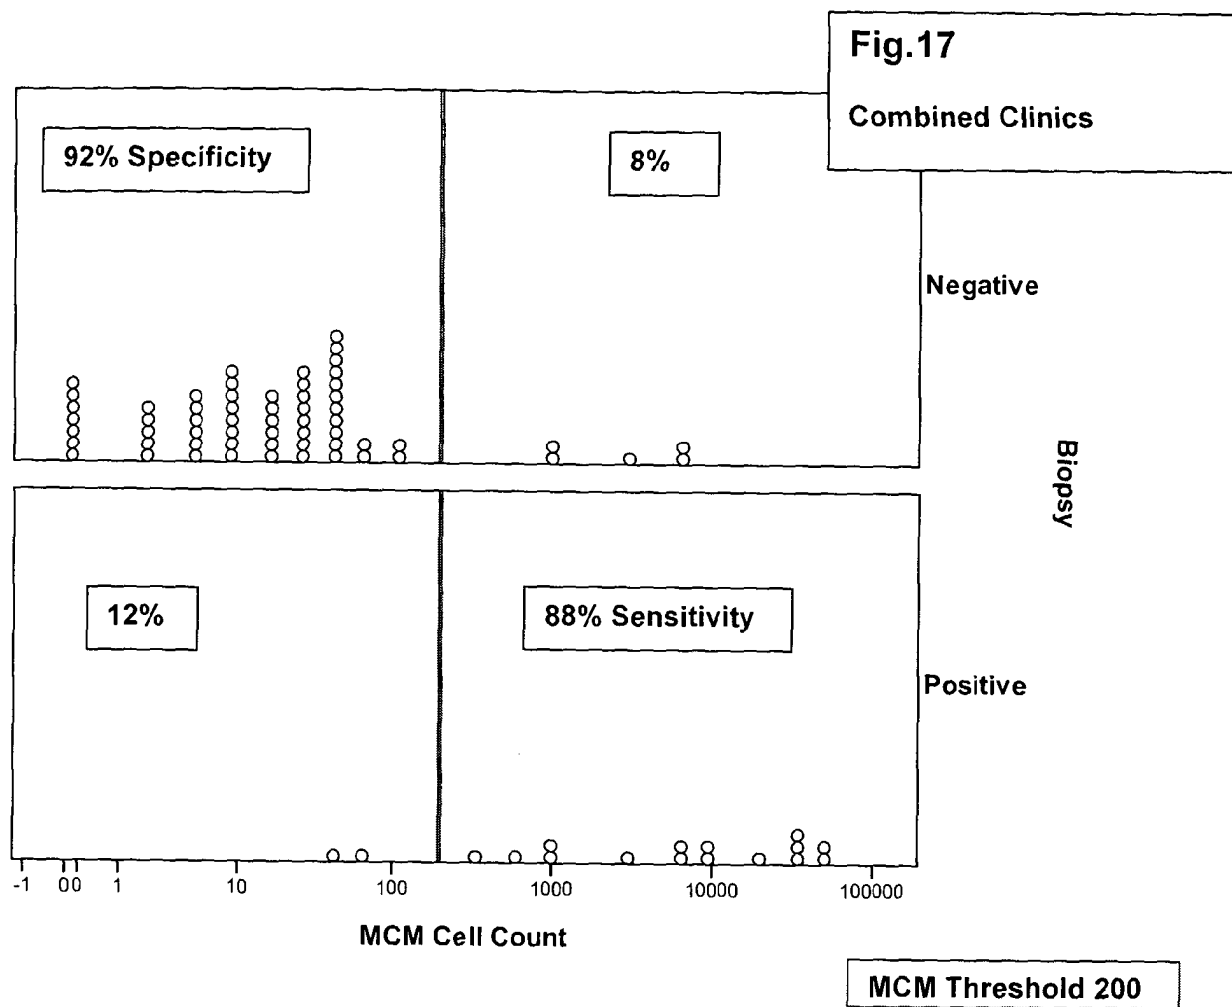 Fig.17
Combined Clinics
92% Specificity
8%
Negative
Biopsy
12%
88% Sensitivity
Positive
-1 0 0 1 10 100 1000 10000 100000
MCM Cell Count
MCM Threshold 200